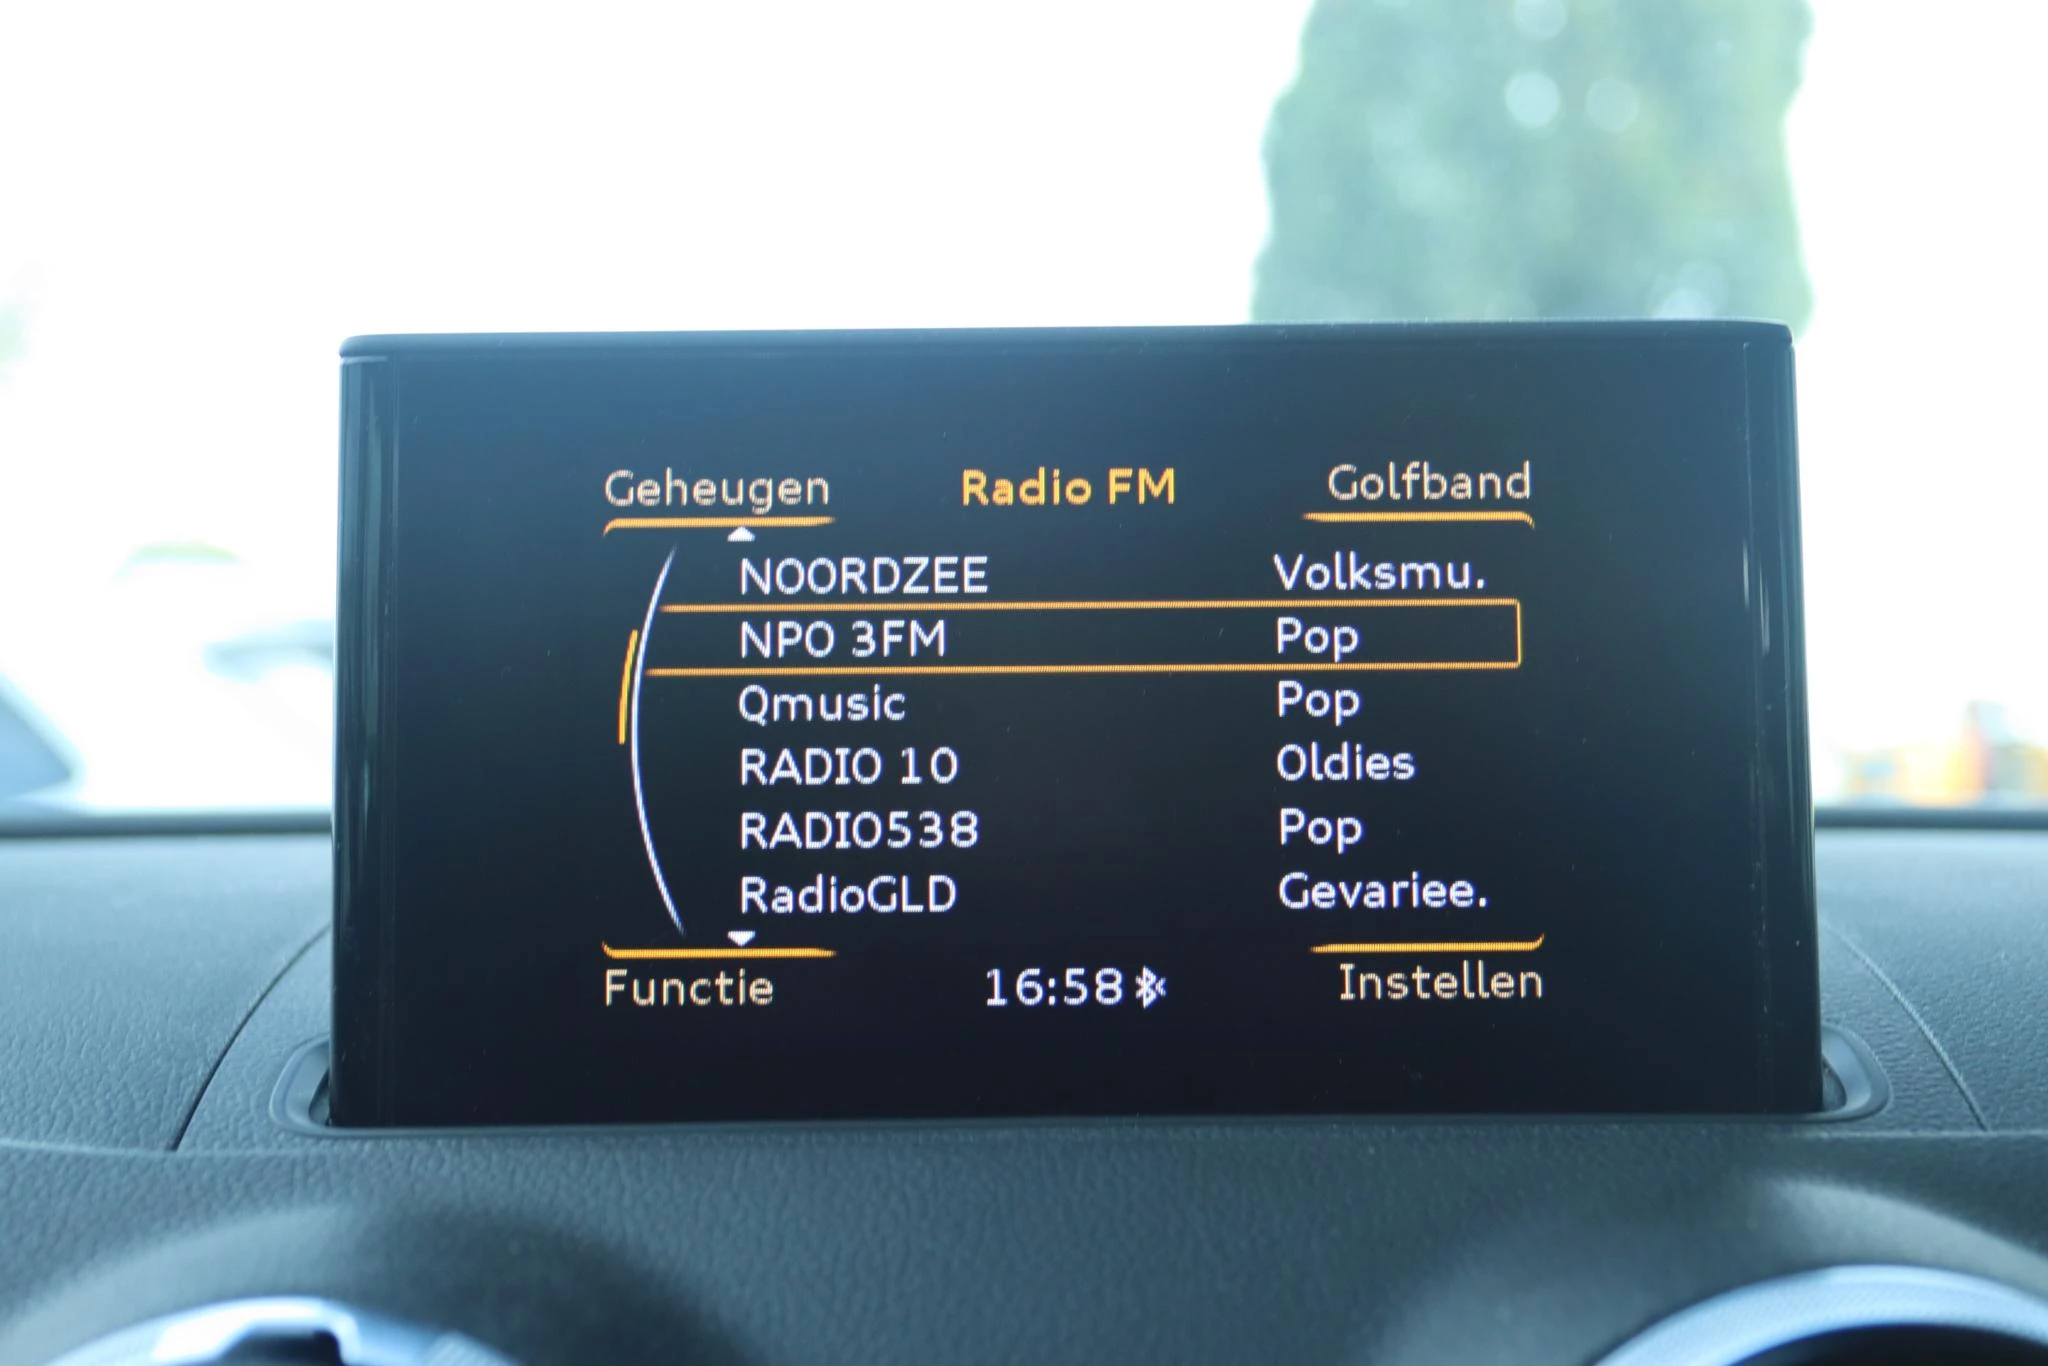 Geheugen Radio FM Golfband
NOORDZEE Volksmu.
NPO 3FM Pop
Qmusic Pop
RADIO 10 Oldies
RADIO538 Pop
RadioGLD Gevariee.
Functie 16:58 Instellen